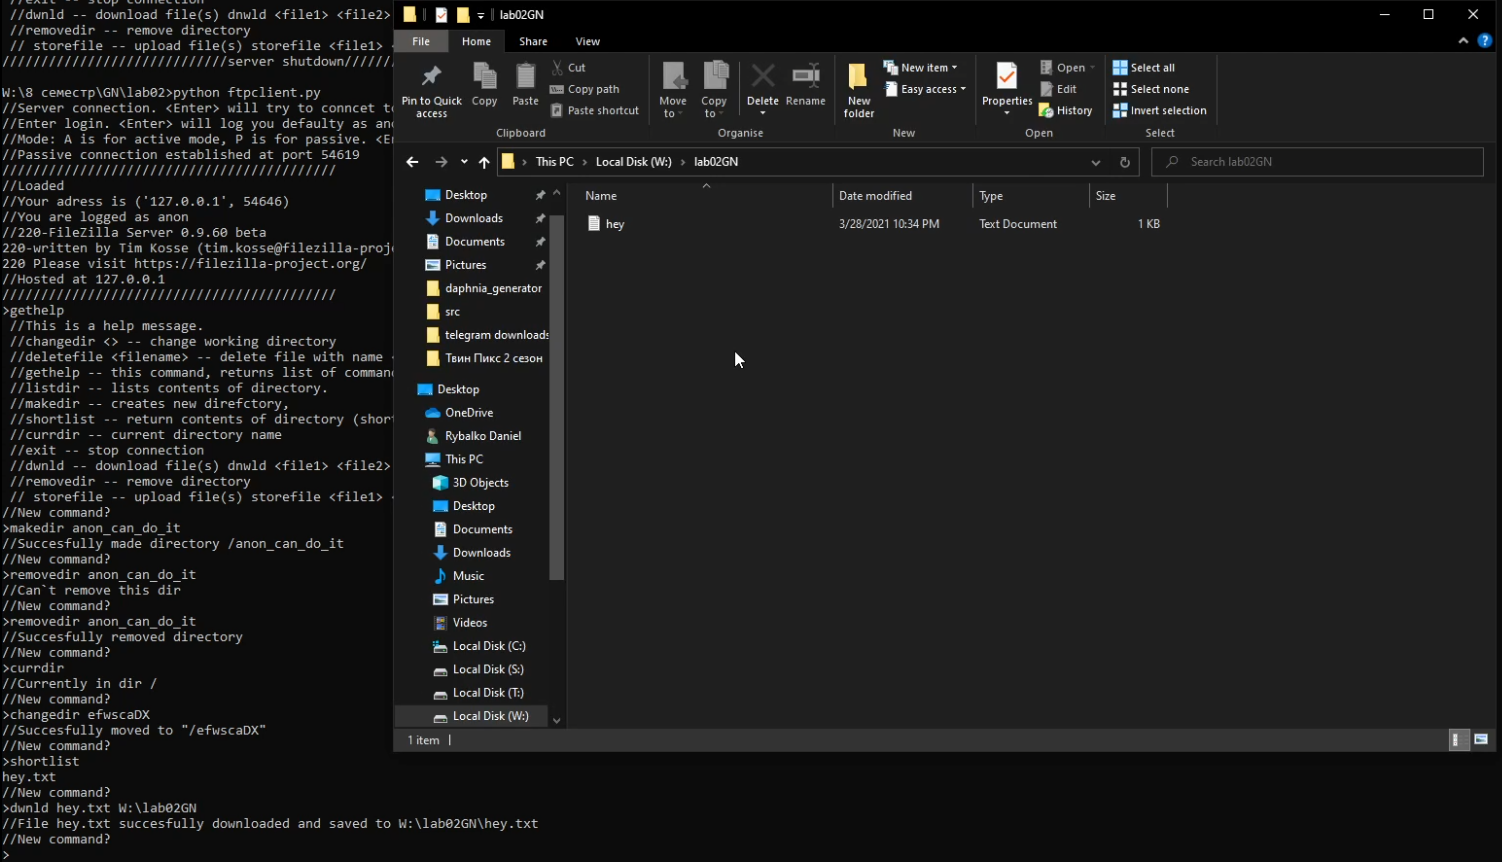 //exit -- stop connection
//dwnld -- download file(s) dnwld <file1> <file2>
//removedir -- remove directory
// storefile -- upload file(s) storefile <file1>
/////////////////////////////server shutdown//////
W:\8 семестр\GN\lab02>python ftpclient.py
//Server connection. <Enter> will try to conncet t
//Enter login. <Enter> will log you defaulty as an
//Mode: A is for active mode, P is for passive. <E
//Passive connection established at port 54619
///////////////////////////////////////////
//Loaded
//Your adress is ('127.0.0.1', 54646)
//You are logged as anon
//220-FileZilla Server 0.9.60 beta
220-written by Tim Kosse (tim.kosse@filezilla-proj
220 Please visit https://filezilla-project.org/
//Hosted at 127.0.0.1
///////////////////////////////////////////
>gethelp
//This is a help message.
//changedir <> -- change working directory
//deletefile <filename> -- delete file with name
//gethelp -- this command, returns list of comman
//listdir -- lists contents of directory.
//makedir -- creates new direfctory,
//shortlist -- return contents of directory (shor
//currdir -- current directory name
//exit -- stop connection
//dwnld -- download file(s) dnwld <file1> <file2>
//removedir -- remove directory
// storefile -- upload file(s) storefile <file1>
//New command?
>makedir anon_can_do_it
//Succesfully made directory /anon_can_do_it
//New command?
>removedir anon_can_do_it
//Can`t remove this dir
//New command?
>removedir anon_can_do_it
//Succesfully removed directory
//New command?
>currdir
//Currently in dir /
//New command?
>changedir efwscaDX
//Succesfully moved to "/efwscaDX"
//New command?
>shortlist
hey.txt
//New command?
>dwnld hey.txt W:\lab02GN
//File hey.txt succesfully downloaded and saved to W:\lab02GN\hey.txt
//New command?
>
lab02GN
File Home Share View
Pin to Quick access
Copy
Paste
Cut
Copy path
Paste shortcut
Clipboard
Move to
Copy to
Delete
Rename
Organise
New folder
New item
Easy access
New
Properties
Open
Edit
History
Open
Select all
Select none
Invert selection
Select
This PC > Local Disk (W:) > lab02GN
Search lab02GN
Desktop
Downloads
Documents
Pictures
daphnia_generator
src
telegram downloads
Твин Пикс 2 сезон
Desktop
OneDrive
Rybalko Daniel
This PC
3D Objects
Desktop
Documents
Downloads
Music
Pictures
Videos
Local Disk (C:)
Local Disk (S:)
Local Disk (T:)
Local Disk (W:)
Name Date modified Type Size
hey 3/28/2021 10:34 PM Text Document 1 KB
1 item